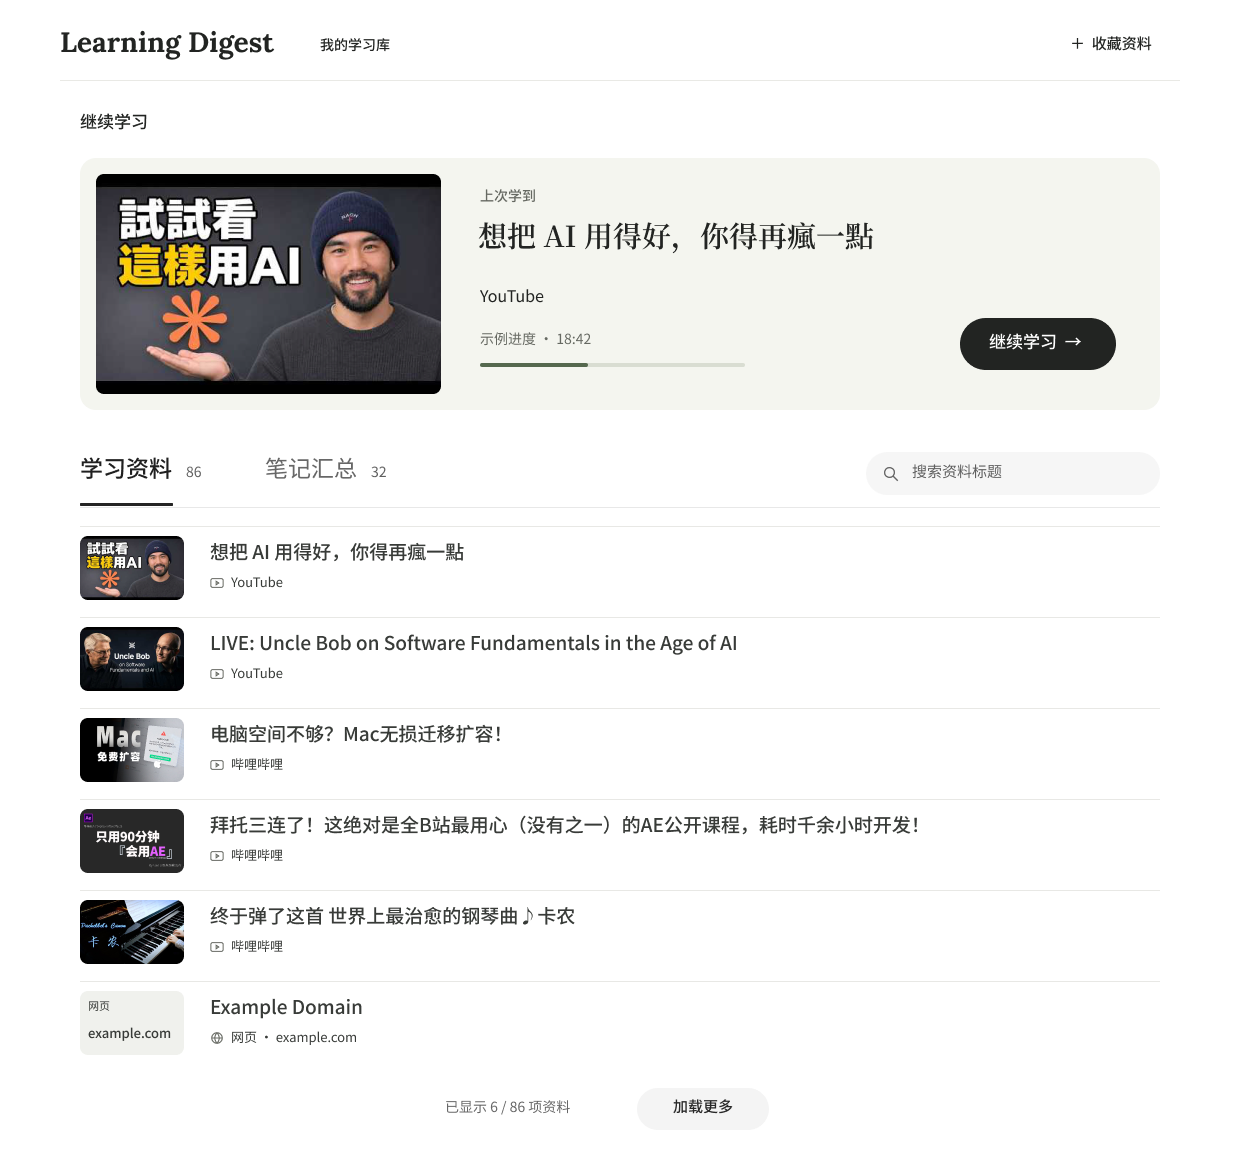 Learning Digest
我的学习库
+ 收藏资料
继续学习
試試看
這樣用AI
上次学到
想把 AI 用得好，你得再瘋一點
YouTube
示例进度 · 18:42
继续学习 →
学习资料 86
笔记汇总 32
搜索资料标题
試試看
這樣用AI
想把 AI 用得好，你得再瘋一點
YouTube
Uncle Bob
on Software
Fundamentals and AI
LIVE: Uncle Bob on Software Fundamentals in the Age of AI
YouTube
Mac
免费扩容
电脑空间不够？Mac无损迁移扩容！
哔哩哔哩
Ae
只用90分钟
『会用AE』
拜托三连了！这绝对是全B站最用心（没有之一）的AE公开课程，耗时千余小时开发！
哔哩哔哩
Pachelbel's Canon
卡农
终于弹了这首 世界上最治愈的钢琴曲♪卡农
哔哩哔哩
网页
example.com
Example Domain
网页 · example.com
已显示 6 / 86 项资料
加载更多